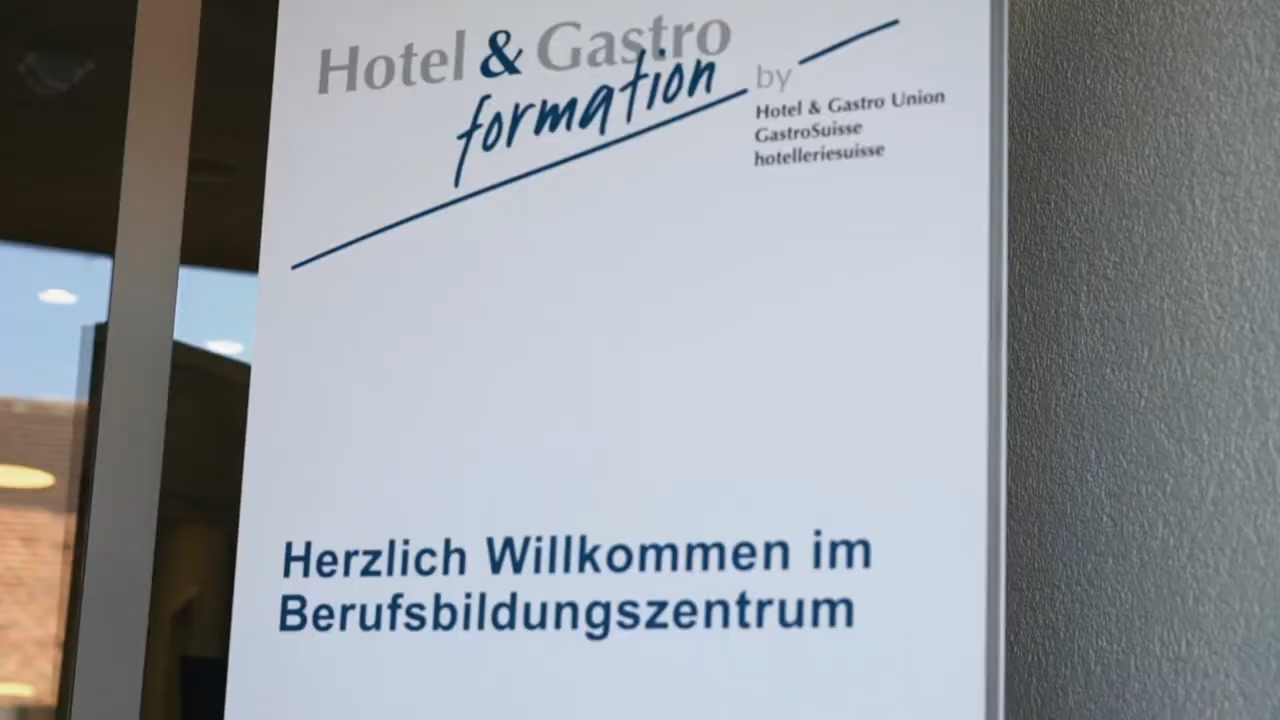 Hotel & Gastro
formation
by
Hotel & Gastro Union
GastroSuisse
hotelleriesuisse
Herzlich Willkommen im
Berufsbildungszentrum